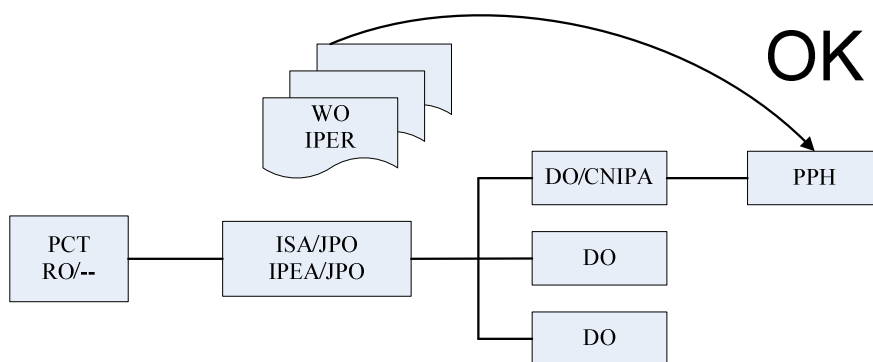 OK
WO
IPER
DO/CNIPA
PPH
PCT
RO/--
ISA/JPO
IPEA/JPO
DO
DO